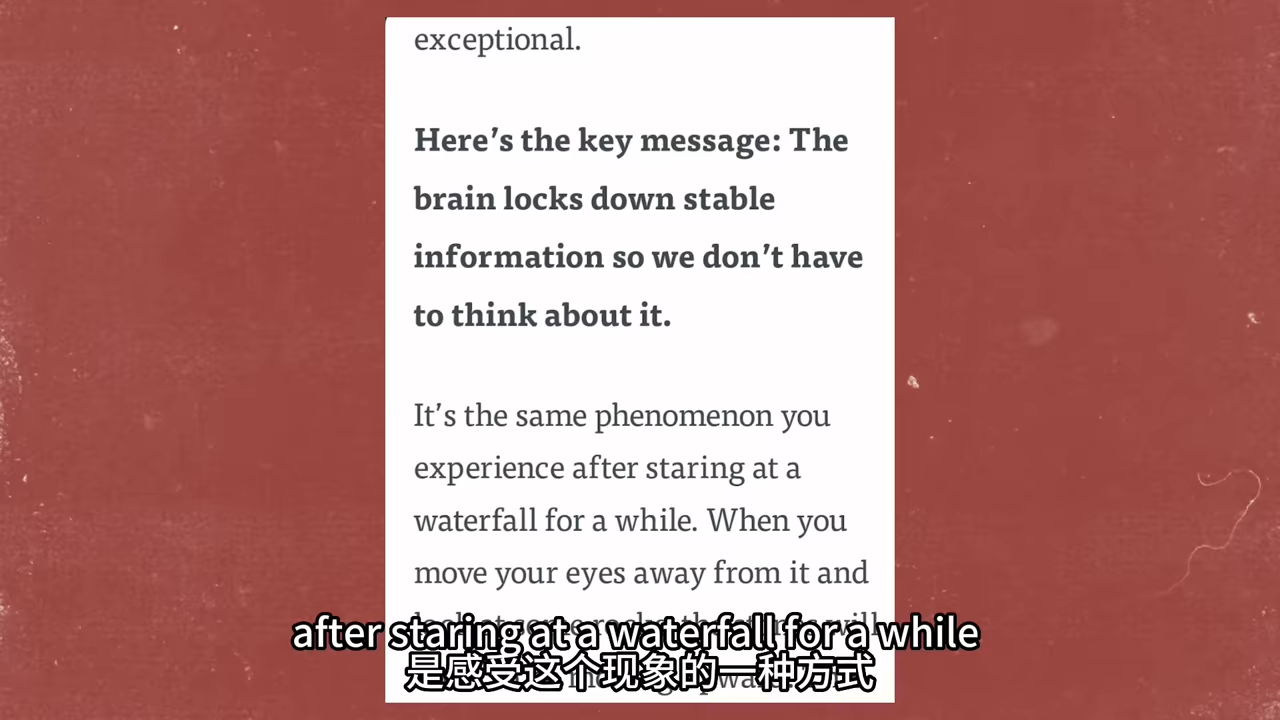 exceptional.
Here's the key message: The
brain locks down stable
information so we don't have
to think about it.
It's the same phenomenon you
experience after staring at a
waterfall for a while. When you
move your eyes away from it and
after staring at a waterfall for a while
是感受这个现象的一种方式